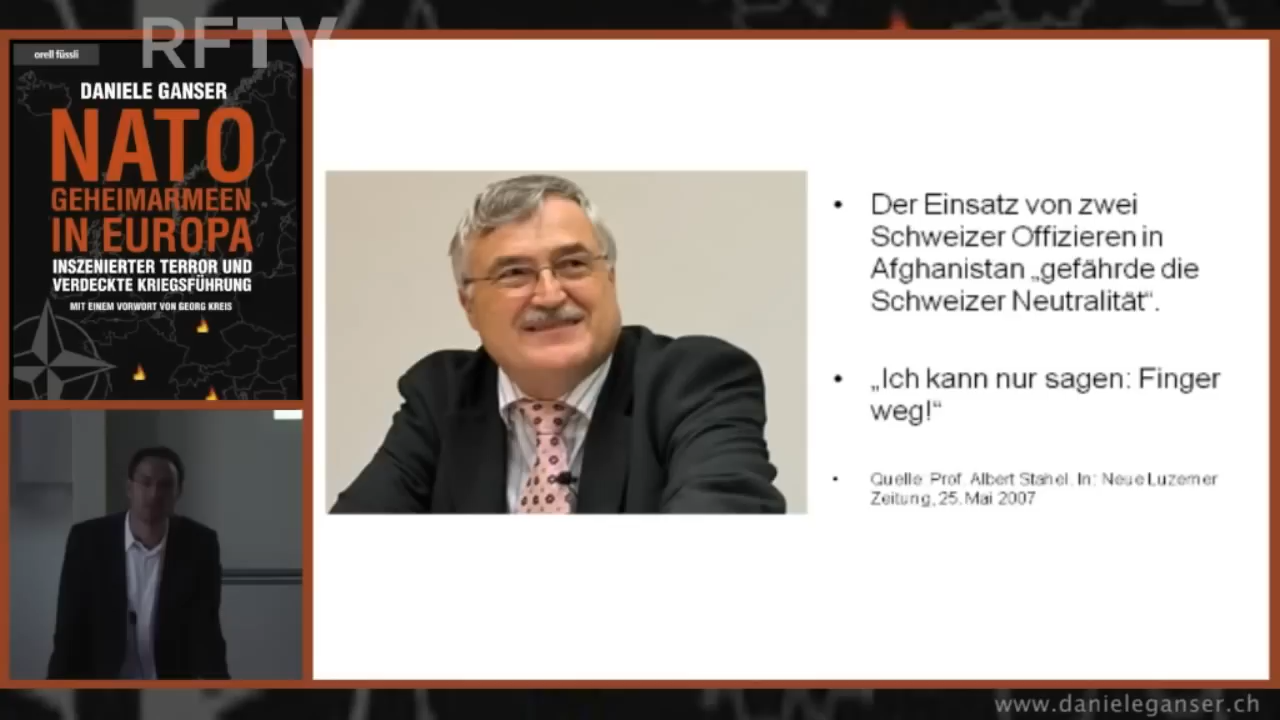 RFTV
orell füssli
DANIELE GANSER
NATO
GEHEIMARMEEN
IN EUROPA
INSZENIERTER TERROR UND
VERDECKTE KRIEGSFÜHRUNG
MIT EINEM VORWORT VON GEORG KREIS
• Der Einsatz von zwei
Schweizer Offizieren in
Afghanistan „gefährde die
Schweizer Neutralität“.
• „Ich kann nur sagen: Finger
weg!“
• Quelle: Prof. Albert Stahel. In: Neue Luzerner
Zeitung, 25. Mai 2007
www.danieleganser.ch